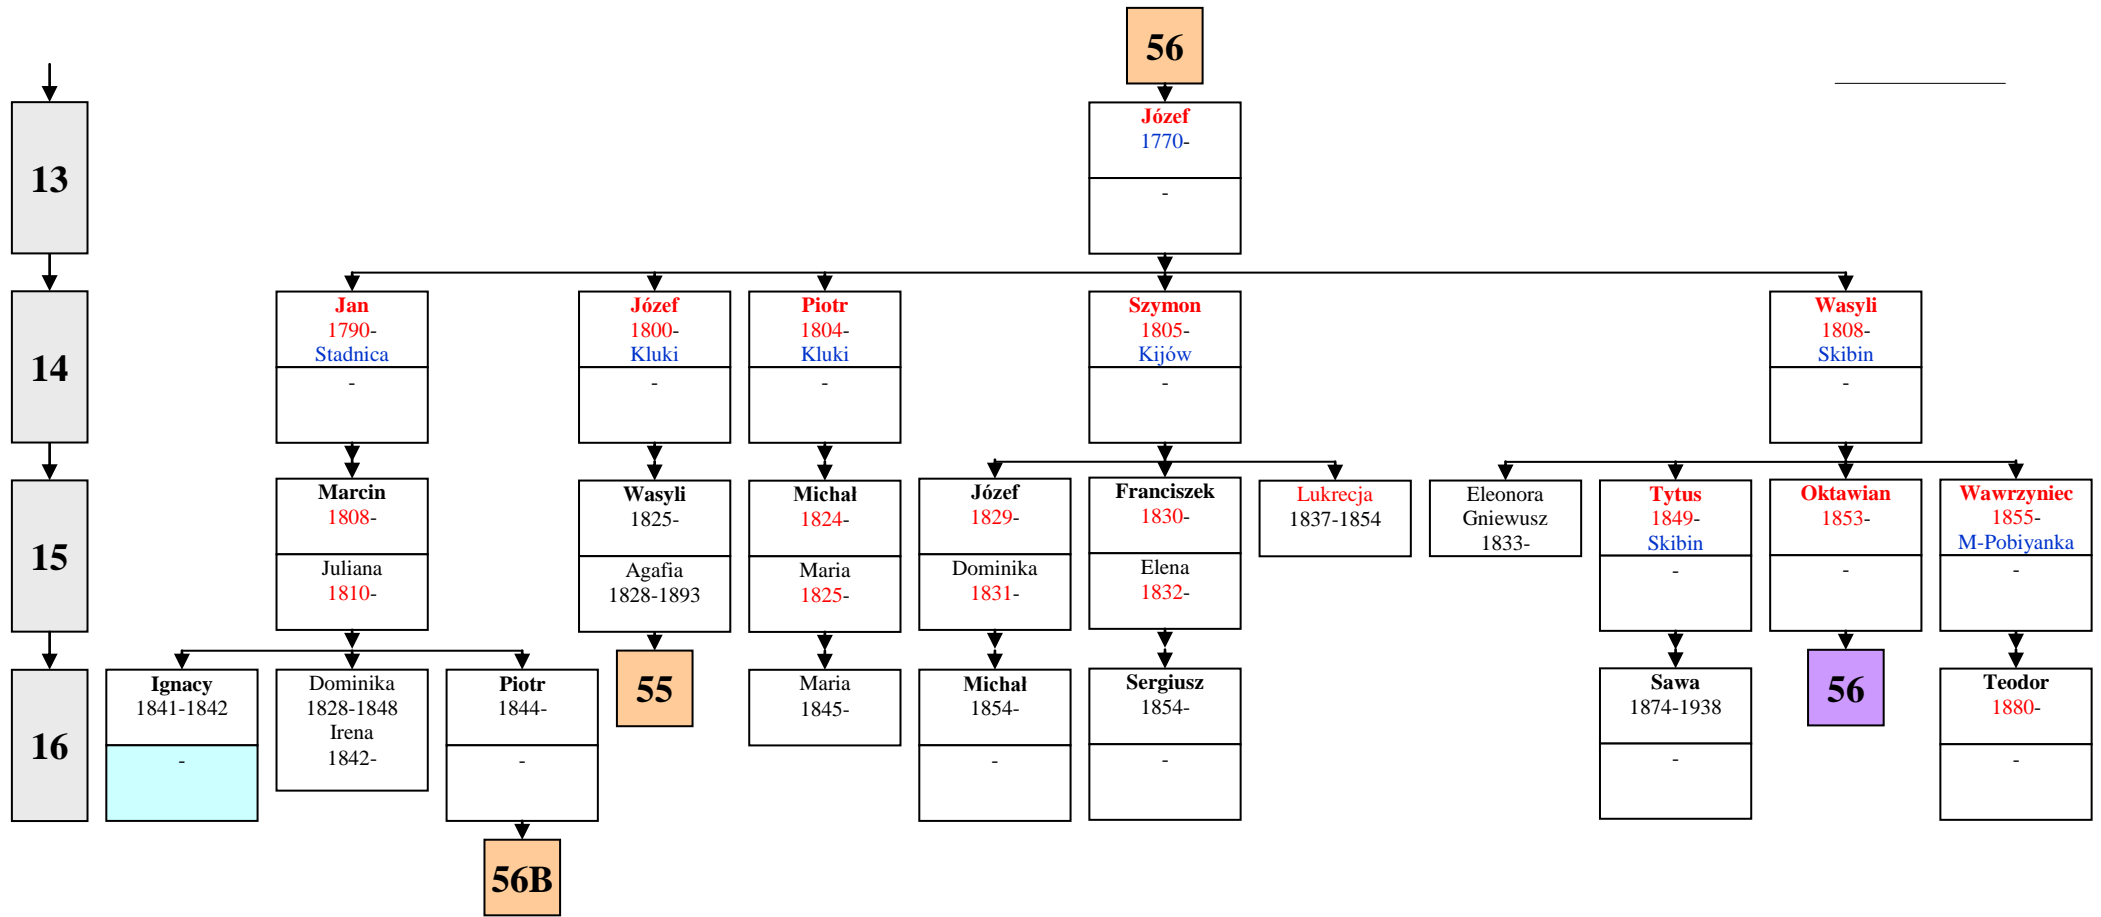 56
13
Józef
1770-
-
14
Jan
1790-
Stadnica
-
Józef
1800-
Kluki
-
Piotr
1804-
Kluki
-
Szymon
1805-
Kijów
-
Wasyli
1808-
Skibin
-
15
Marcin
1808-
Juliana
1810-
Wasyli
1825-
Agafia
1828-1893
Michał
1824-
Maria
1825-
Józef
1829-
Dominika
1831-
Franciszek
1830-
Elena
1832-
Lukrecja
1837-1854
Eleonora
Gniewusz
1833-
Tytus
1849-
Skibin
-
Oktawian
1853-
-
Wawrzyniec
1855-
M-Pobiyanka
-
16
Ignacy
1841-1842
-
Dominika
1828-1848
Irena
1842-
Piotr
1844-
-
55
Maria
1845-
Michał
1854-
-
Sergiusz
1854-
-
Sawa
1874-1938
-
56
Teodor
1880-
-
56B